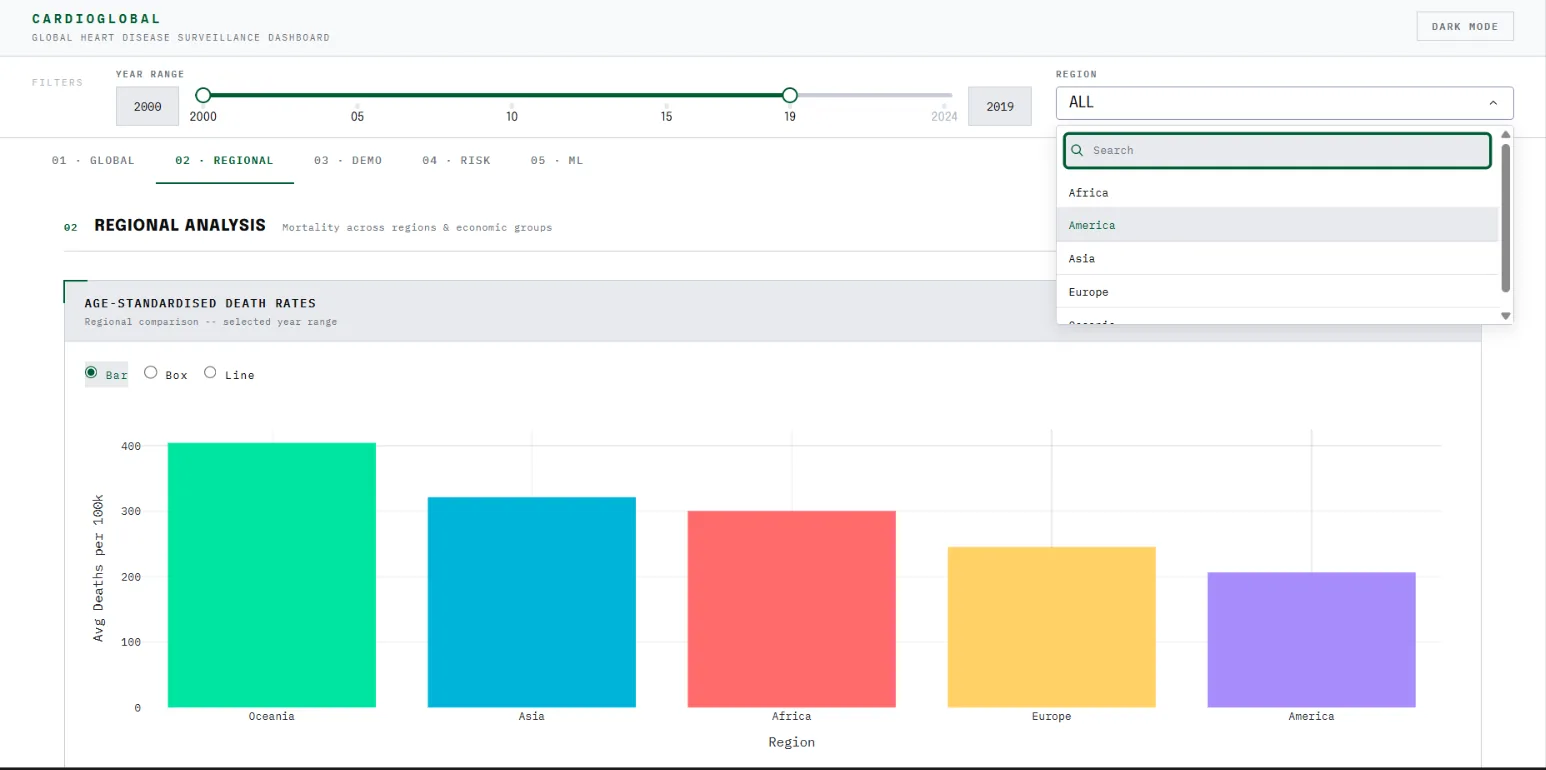 CARDIOGLOBAL
GLOBAL HEART DISEASE SURVEILLANCE DASHBOARD
DARK MODE
FILTERS
YEAR RANGE
2000
2000 05 10 15 19 2024
2019
REGION
ALL
Search
Africa
America
Asia
Europe
Oceania
01 · GLOBAL 02 · REGIONAL 03 · DEMO 04 · RISK 05 · ML
02 REGIONAL ANALYSIS Mortality across regions & economic groups
AGE-STANDARDISED DEATH RATES
Regional comparison -- selected year range
Bar Box Line
Avg Deaths per 100k
400
300
200
100
0
Oceania Asia Africa Europe America
Region